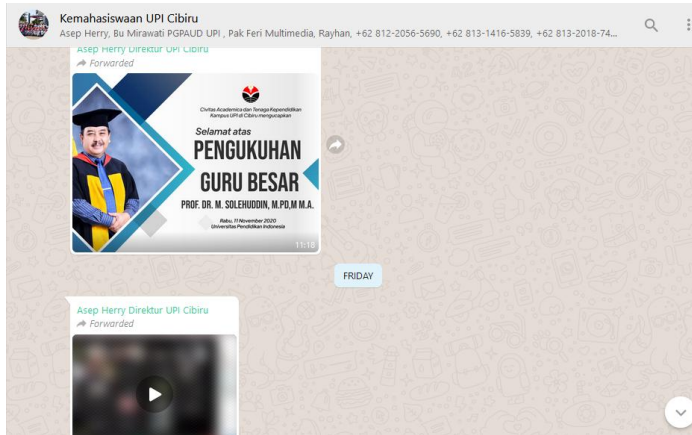 Kemahasiswaan UPI Cibiru
Asep Herry, Bu Mirawati PGPAUD UPI , Pak Feri Multimedia, Rayhan, +62 812-2056-5690, +62 813-1416-5839, +62 813-2018-74...
Asep Herry Direktur UPI Cibiru
Forwarded
Civitas Academica dan Tenaga Kependidikan
Kampus UPI di Cibiru mengucapkan
Selamat atas
PENGUKUHAN
GURU BESAR
PROF. DR. M. SOLEHUDDIN, M.PD,M M.A.
Rabu, 11 November 2020
Universitas Pendidikan Indonesia
11:18
FRIDAY
Asep Herry Direktur UPI Cibiru
Forwarded